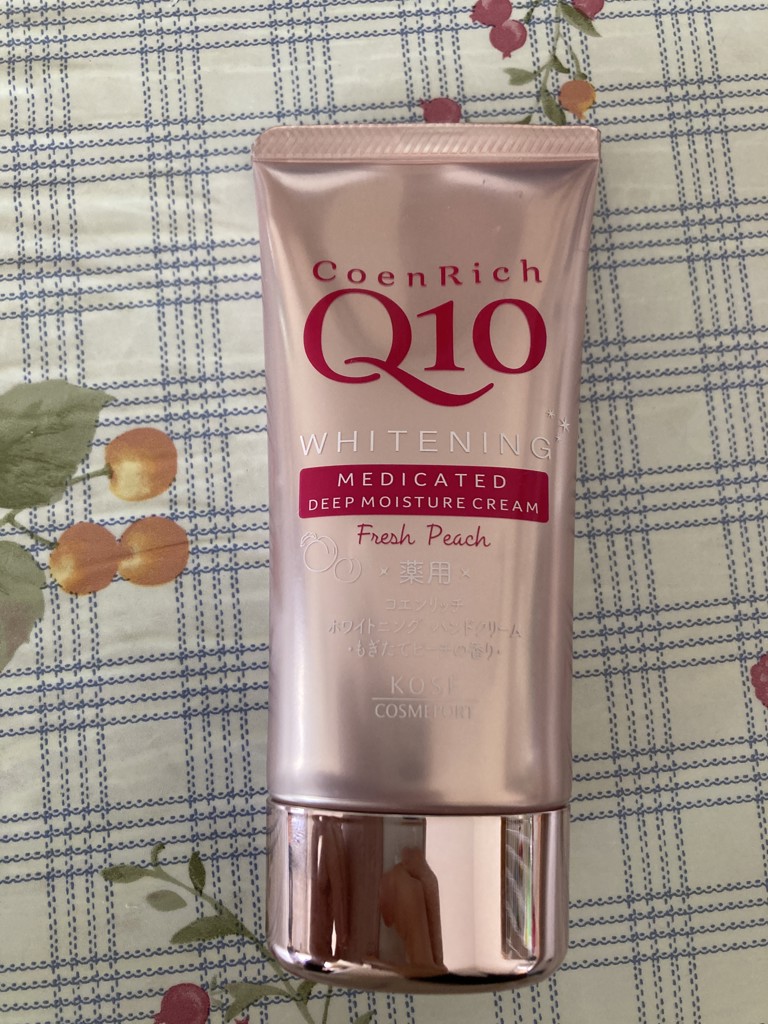 CoenRich
Q10
WHITENING
MEDICATED
DEEP MOISTURE CREAM
Fresh Peach
×薬用×
コエンリッチ
ホワイトニング ハンドクリーム
・もぎたてピーチの香り・
KOSÉ
COSMEPORT